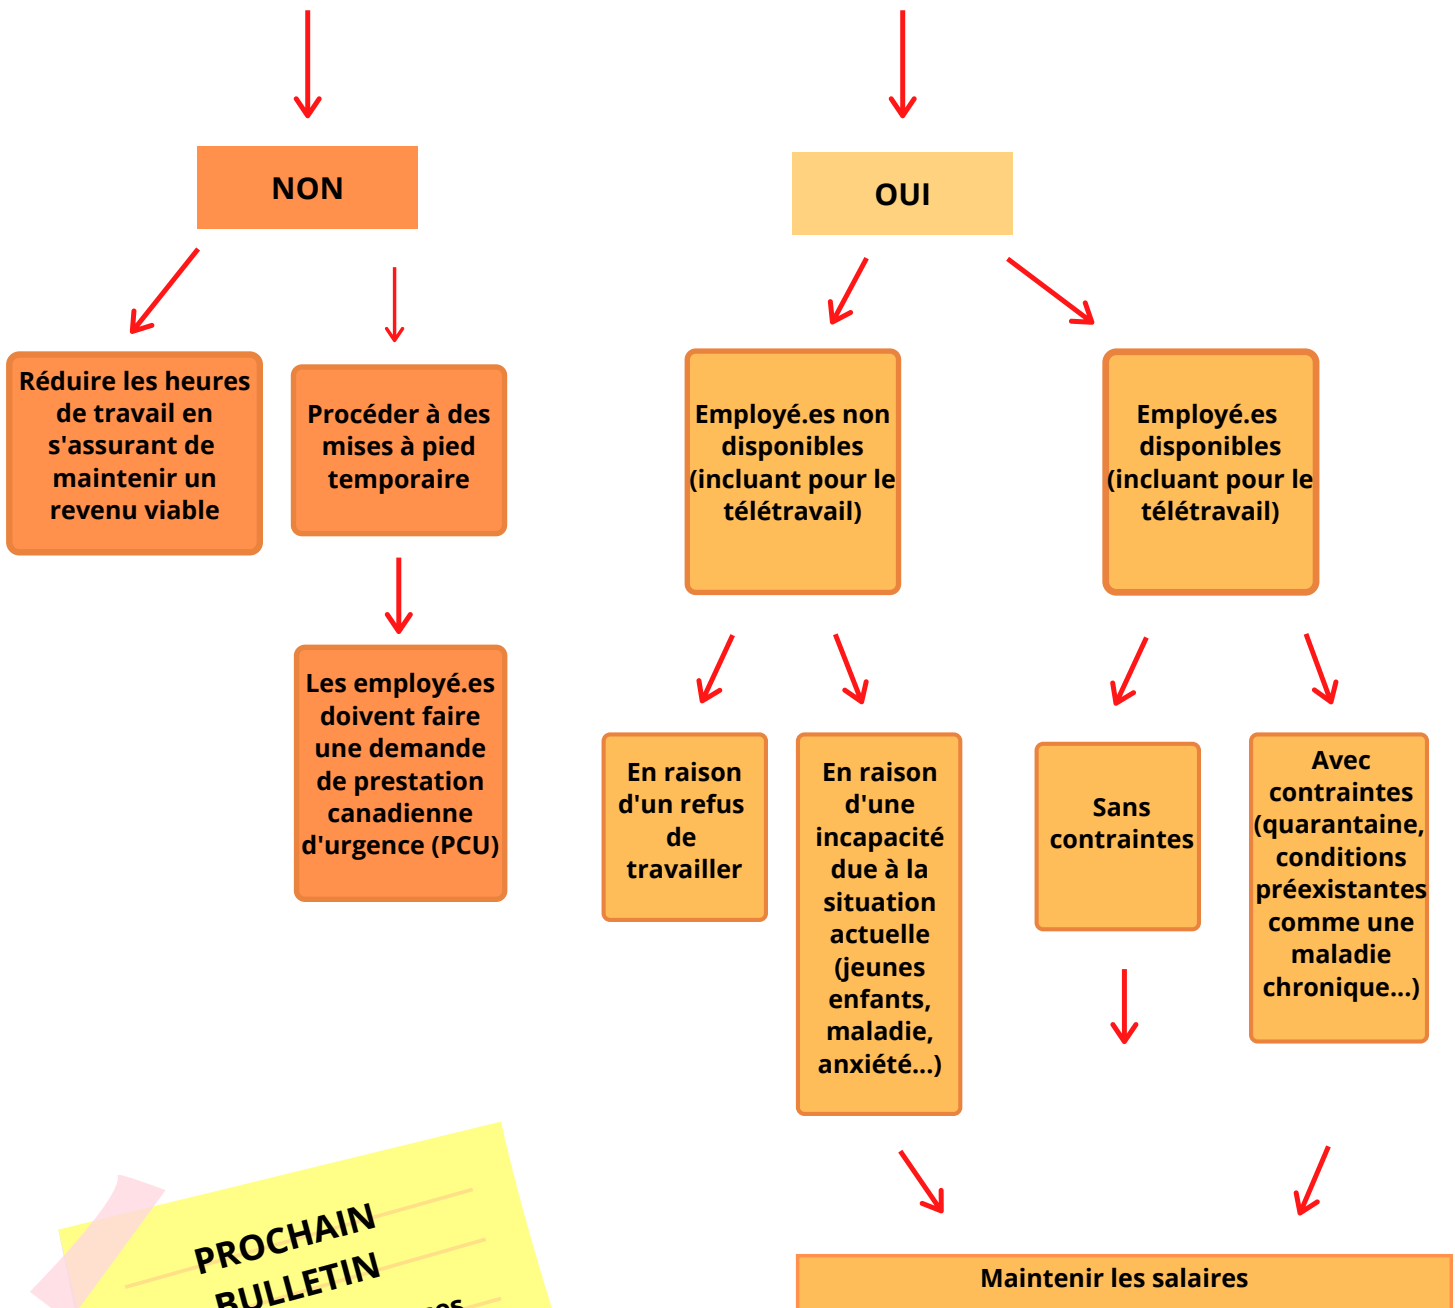 NON
OUI
Réduire les heures
de travail en
s'assurant de
maintenir un
revenu viable
Procéder à des
mises à pied
temporaire
Employé.es non
disponibles
(incluant pour le
télétravail)
Employé.es
disponibles
(incluant pour le
télétravail)
Les employé.es
doivent faire
une demande
de prestation
canadienne
d'urgence (PCU)
En raison
d'un refus
de
travailler
En raison
d'une
incapacité
due à la
situation
actuelle
(jeunes
enfants,
maladie,
anxiété...)
Sans
contraintes
Avec
contraintes
(quarantaine,
conditions
préexistantes
comme une
maladie
chronique...)
PROCHAIN
BULLETIN
Maintenir les salaires